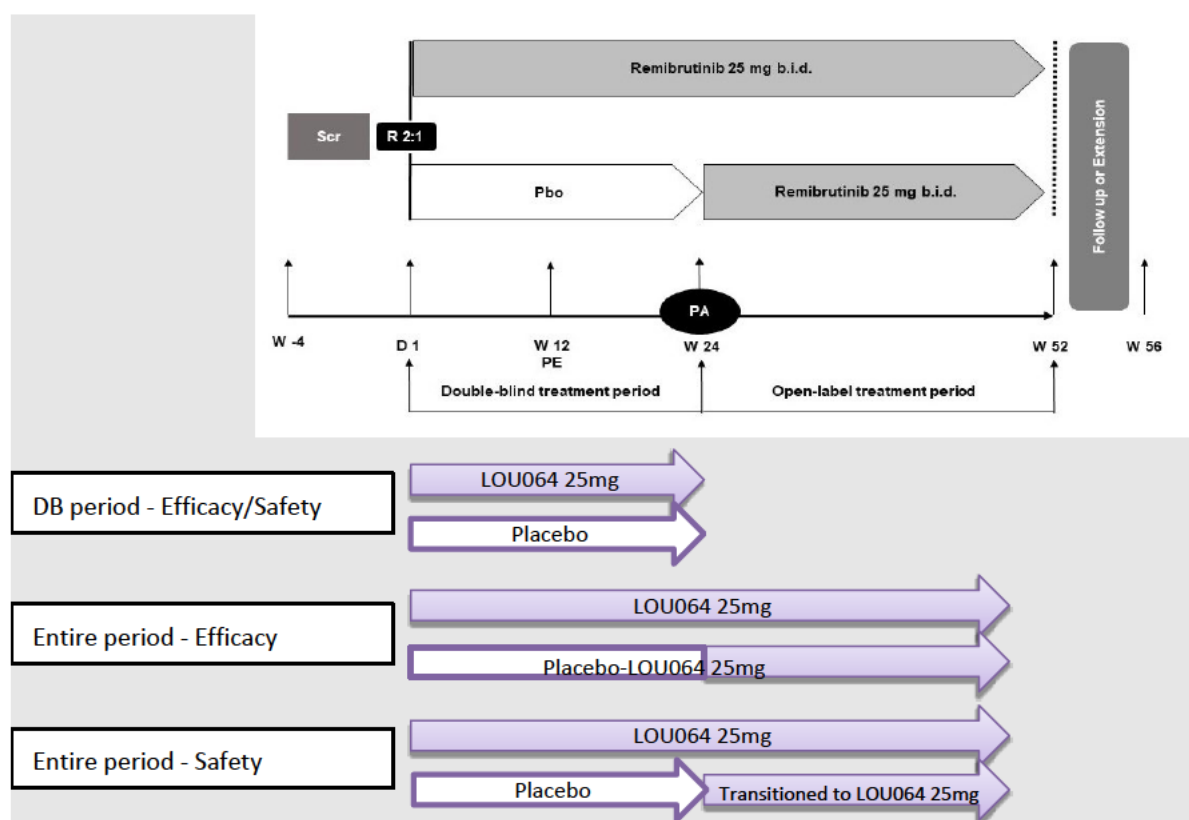 Remibrutinib 25 mg b.i.d.
Scr
R 2:1
Pbo
Remibrutinib 25 mg b.i.d.
Follow up or Extension
PA
W -4
D 1
W 12
PE
W 24
W 52
W 56
Double-blind treatment period
Open-label treatment period
DB period - Efficacy/Safety
LOU064 25mg
Placebo
Entire period - Efficacy
LOU064 25mg
Placebo-LOU064 25mg
Entire period - Safety
LOU064 25mg
Placebo
Transitioned to LOU064 25mg